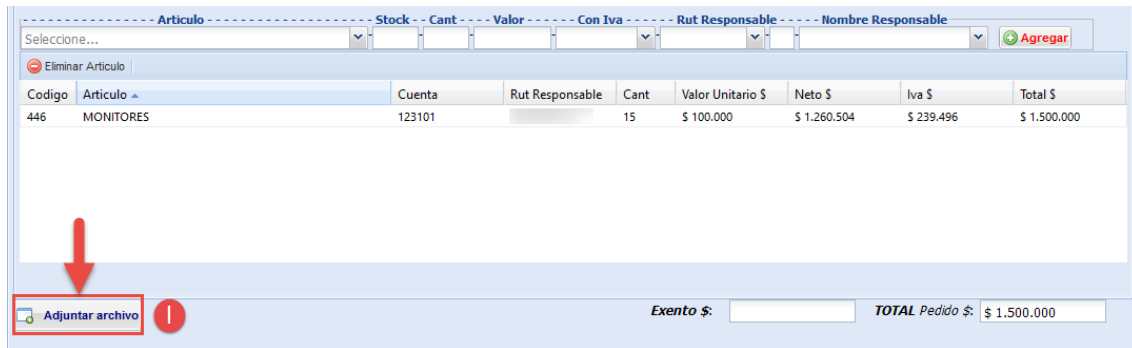 Articulo Stock Cant Valor Con Iva Rut Responsable Nombre Responsable
Seleccione... Agregar
Eliminar Articulo
Codigo Articulo Cuenta Rut Responsable Cant Valor Unitario $ Neto $ Iva $ Total $
446 MONITORES 123101 15 $ 100.000 $ 1.260.504 $ 239.496 $ 1.500.000
Adjuntar archivo I Exento $: TOTAL Pedido $: $ 1.500.000